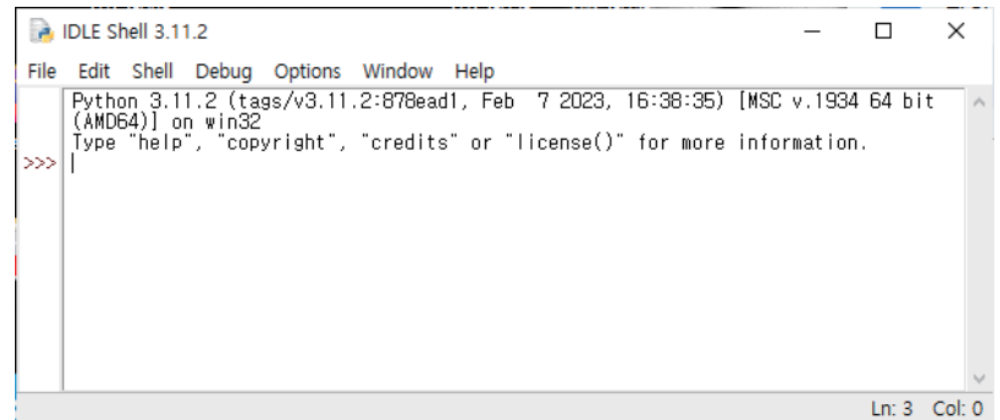 IDLE Shell 3.11.2
File Edit Shell Debug Options Window Help
Python 3.11.2 (tags/v3.11.2:878ead1, Feb  7 2023, 16:38:35) [MSC v.1934 64 bit
(AMD64)] on win32
Type "help", "copyright", "credits" or "license()" for more information.
>>>
Ln: 3 Col: 0